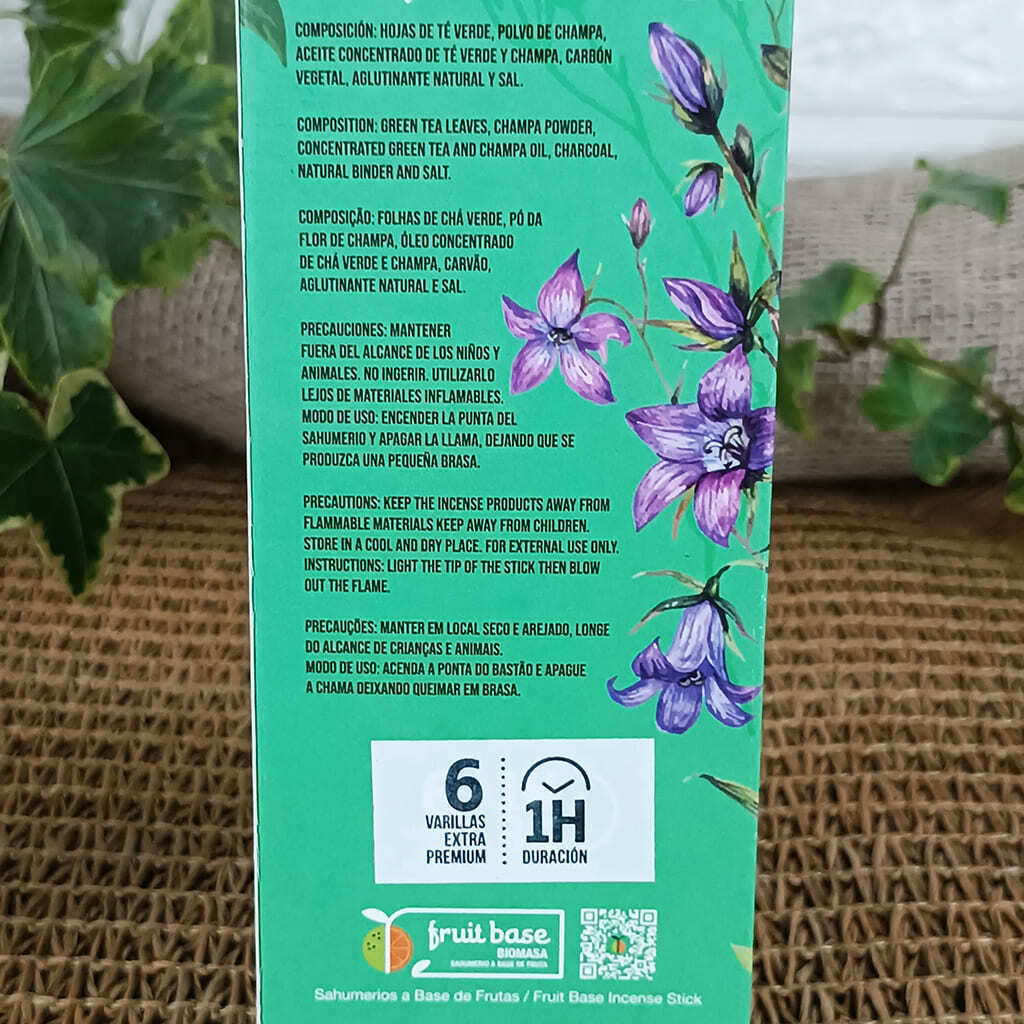 COMPOSICIÓN: HOJAS DE TÉ VERDE, POLVO DE CHAMPA,
ACEITE CONCENTRADO DE TÉ VERDE Y CHAMPA, CARBÓN
VEGETAL, AGLUTINANTE NATURAL Y SAL.
COMPOSITION: GREEN TEA LEAVES, CHAMPA POWDER,
CONCENTRATED GREEN TEA AND CHAMPA OIL, CHARCOAL,
NATURAL BINDER AND SALT.
COMPOSIÇÃO: FOLHAS DE CHÁ VERDE, PÓ DA
FLOR DE CHAMPA, ÓLEO CONCENTRADO
DE CHÁ VERDE E CHAMPA, CARVÃO,
AGLUTINANTE NATURAL E SAL.
PRECAUCIONES: MANTENER
FUERA DEL ALCANCE DE LOS NIÑOS Y
ANIMALES. NO INGERIR. UTILIZARLO
LEJOS DE MATERIALES INFLAMABLES.
MODO DE USO: ENCENDER LA PUNTA DEL
SAHUMERIO Y APAGAR LA LLAMA, DEJANDO QUE SE
PRODUZCA UNA PEQUEÑA BRASA.
PRECAUTIONS: KEEP THE INCENSE PRODUCTS AWAY FROM
FLAMMABLE MATERIALS KEEP AWAY FROM CHILDREN.
STORE IN A COOL AND DRY PLACE. FOR EXTERNAL USE ONLY.
INSTRUCTIONS: LIGHT THE TIP OF THE STICK THEN BLOW
OUT THE FLAME.
PRECAUÇÕES: MANTER EM LOCAL SECO E AREJADO, LONGE
DO ALCANCE DE CRIANÇAS E ANIMAIS.
MODO DE USO: ACENDA A PONTA DO BASTÃO E APAGUE
A CHAMA DEIXANDO QUEIMAR EM BRASA.
6
VARILLAS
EXTRA
PREMIUM
1H
DURACIÓN
fruit base
BIOMASA
SAHUMERIO A BASE DE FRUTA
Sahumerios a Base de Frutas / Fruit Base Incense Stick